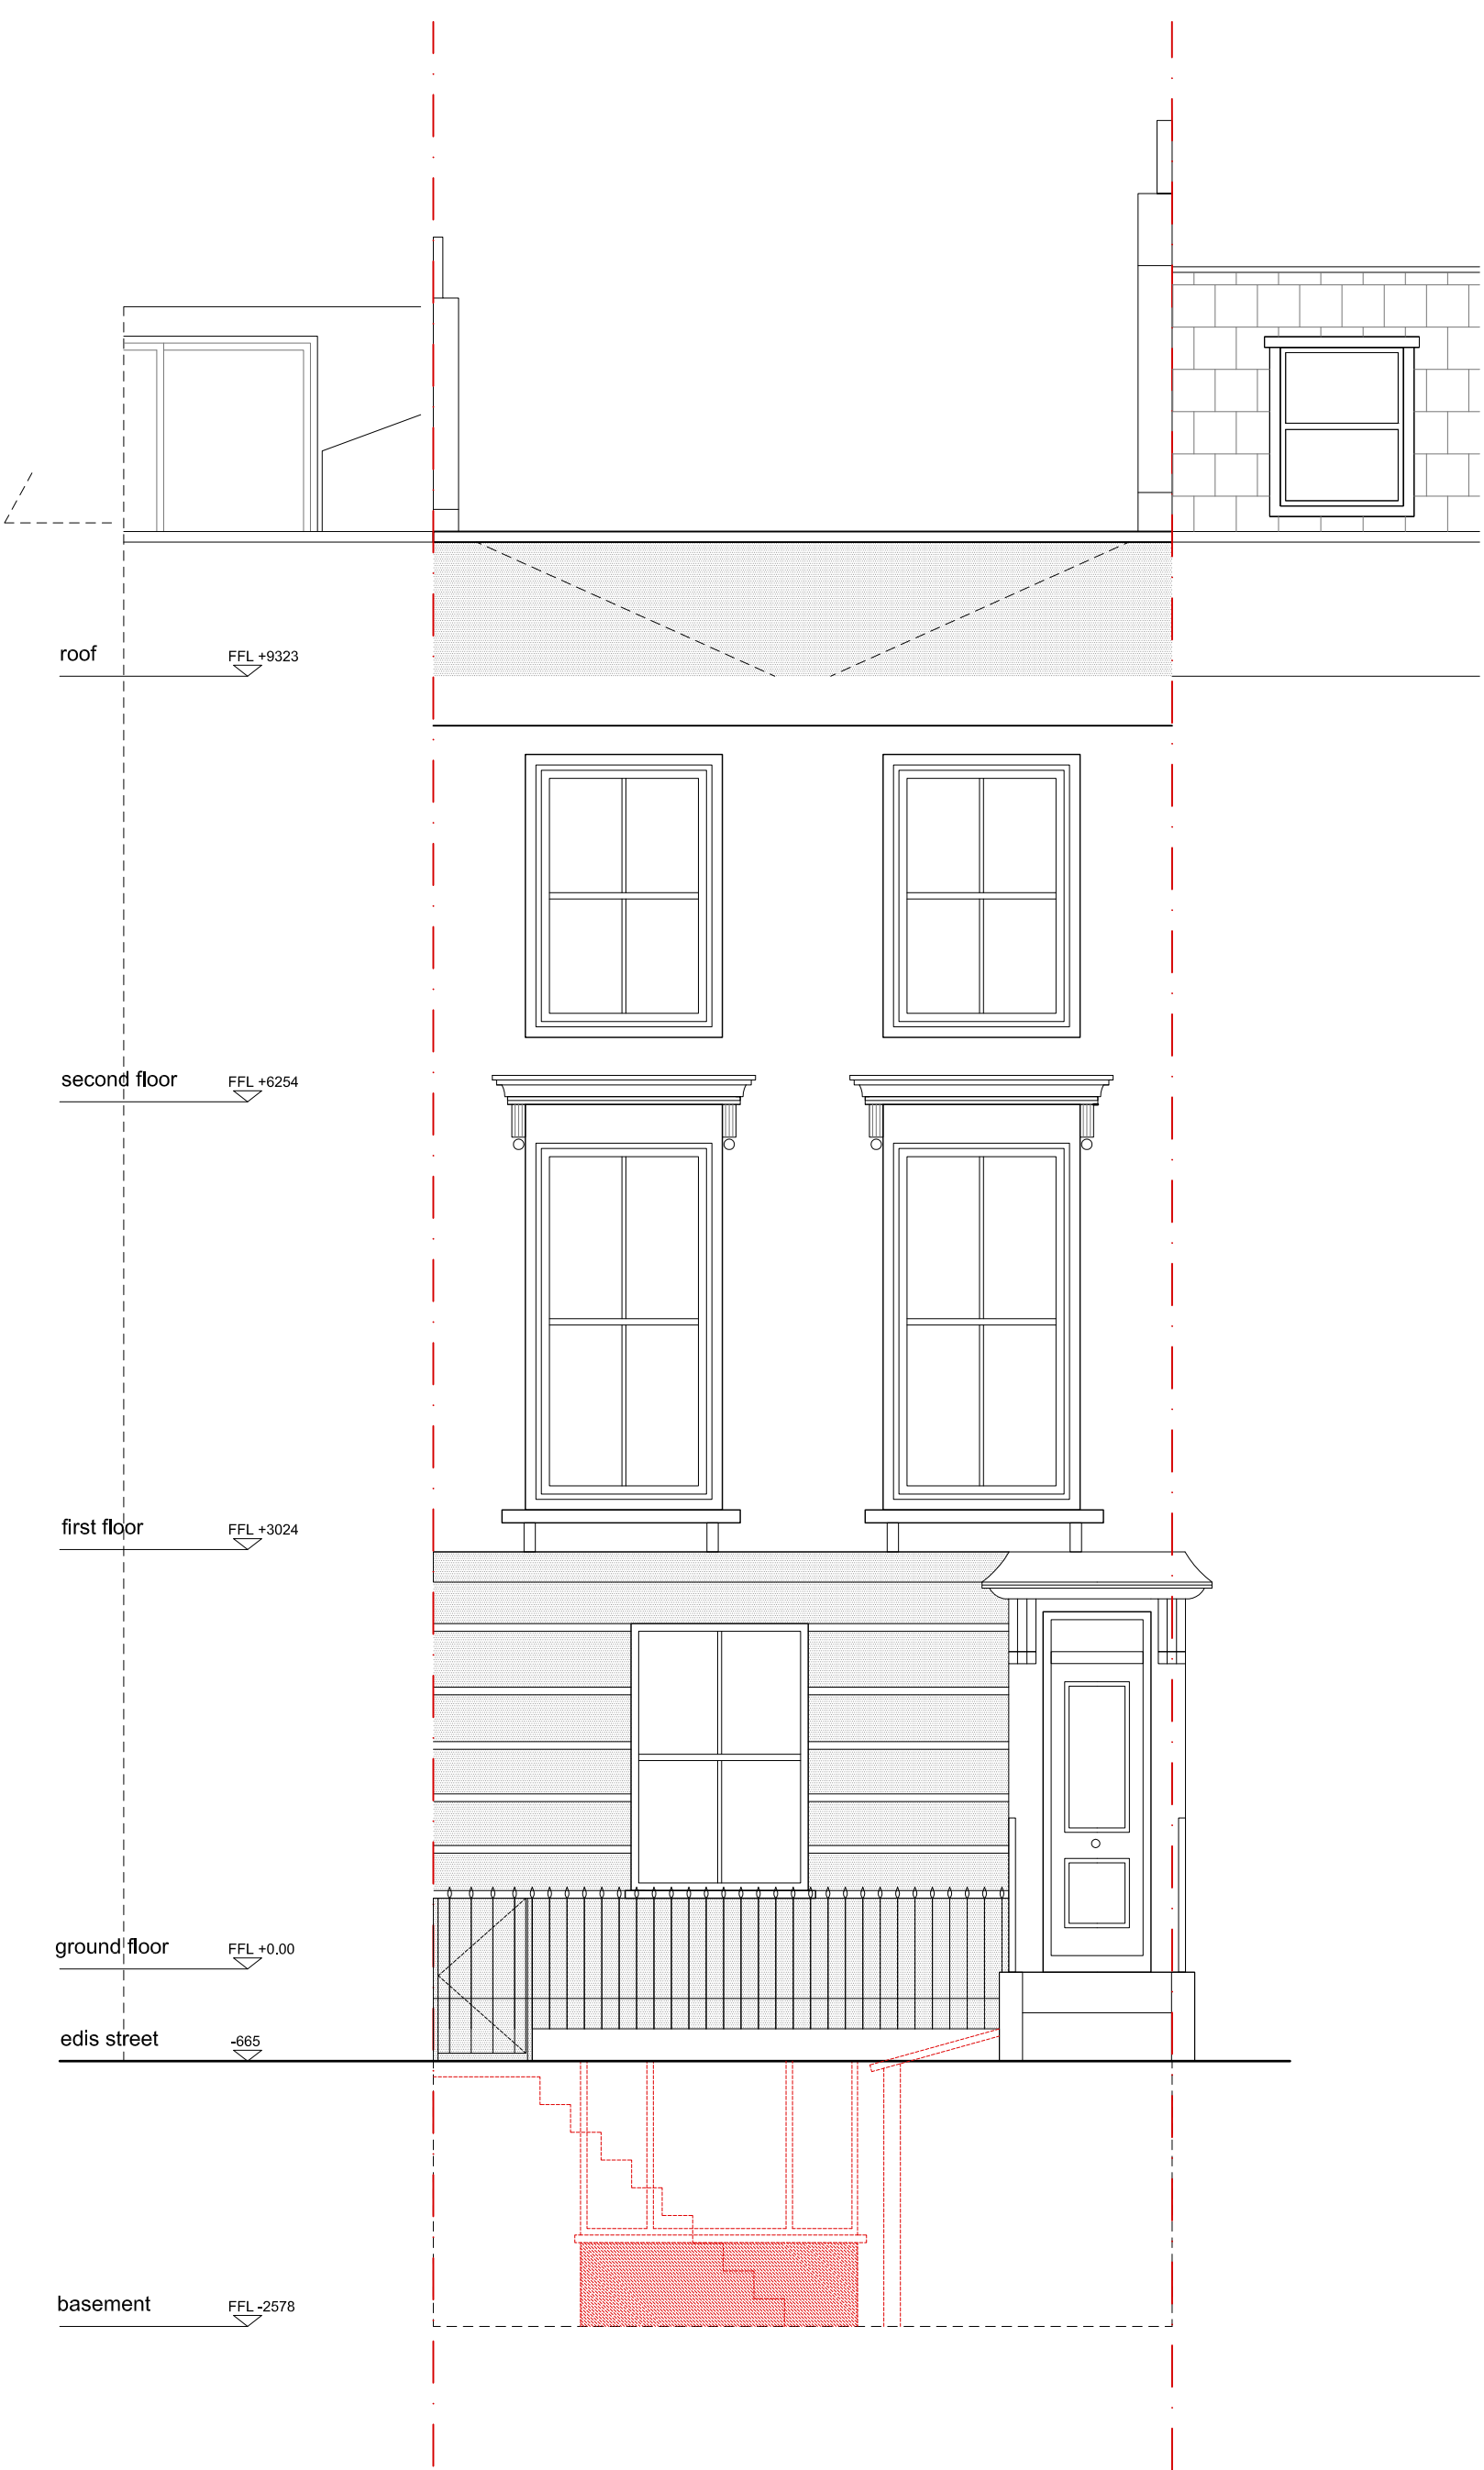 roof FFL +9323
second floor FFL +6254
first floor FFL +3024
ground floor FFL +0.00
edis street -665
basement FFL -2578